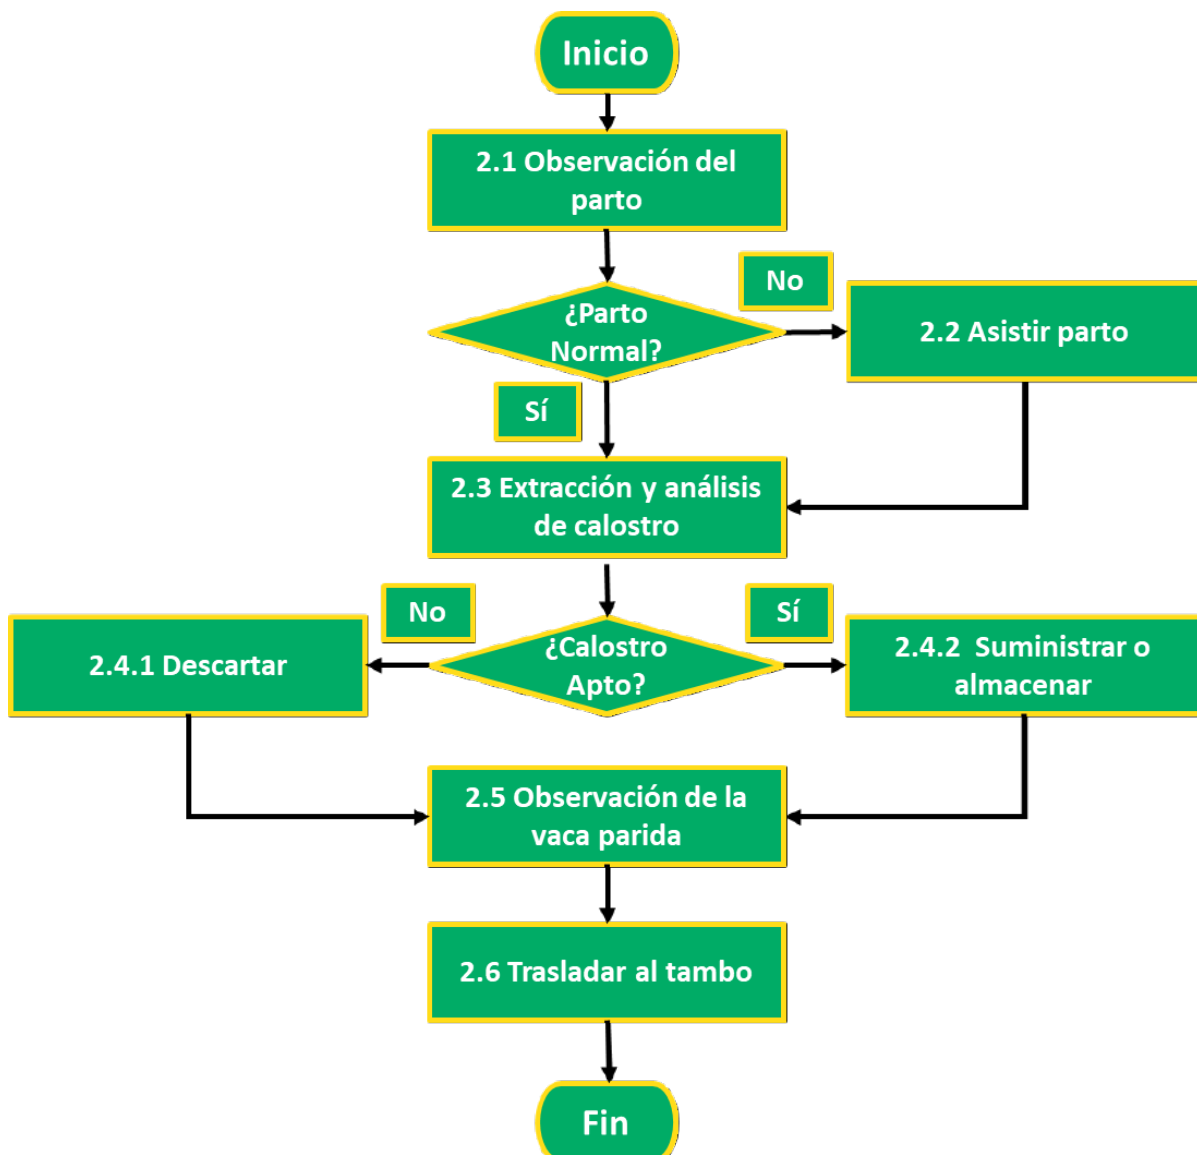 Inicio
2.1 Observación del
parto
No
¿Parto
Normal?
2.2 Asistir parto
Sí
2.3 Extracción y análisis
de calostro
No
Sí
2.4.1 Descartar
¿Calostro
Apto?
2.4.2 Suministrar o
almacenar
2.5 Observación de la
vaca parida
2.6 Trasladar al tambo
Fin